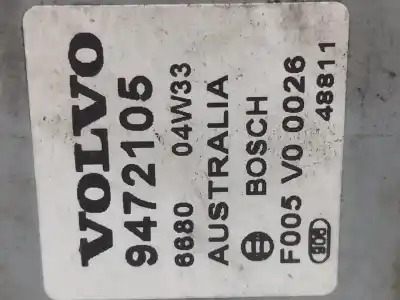 VOLVO
9472105
6680 04W33
AUSTRALIA
BOSCH
F005 V0 0026
48811